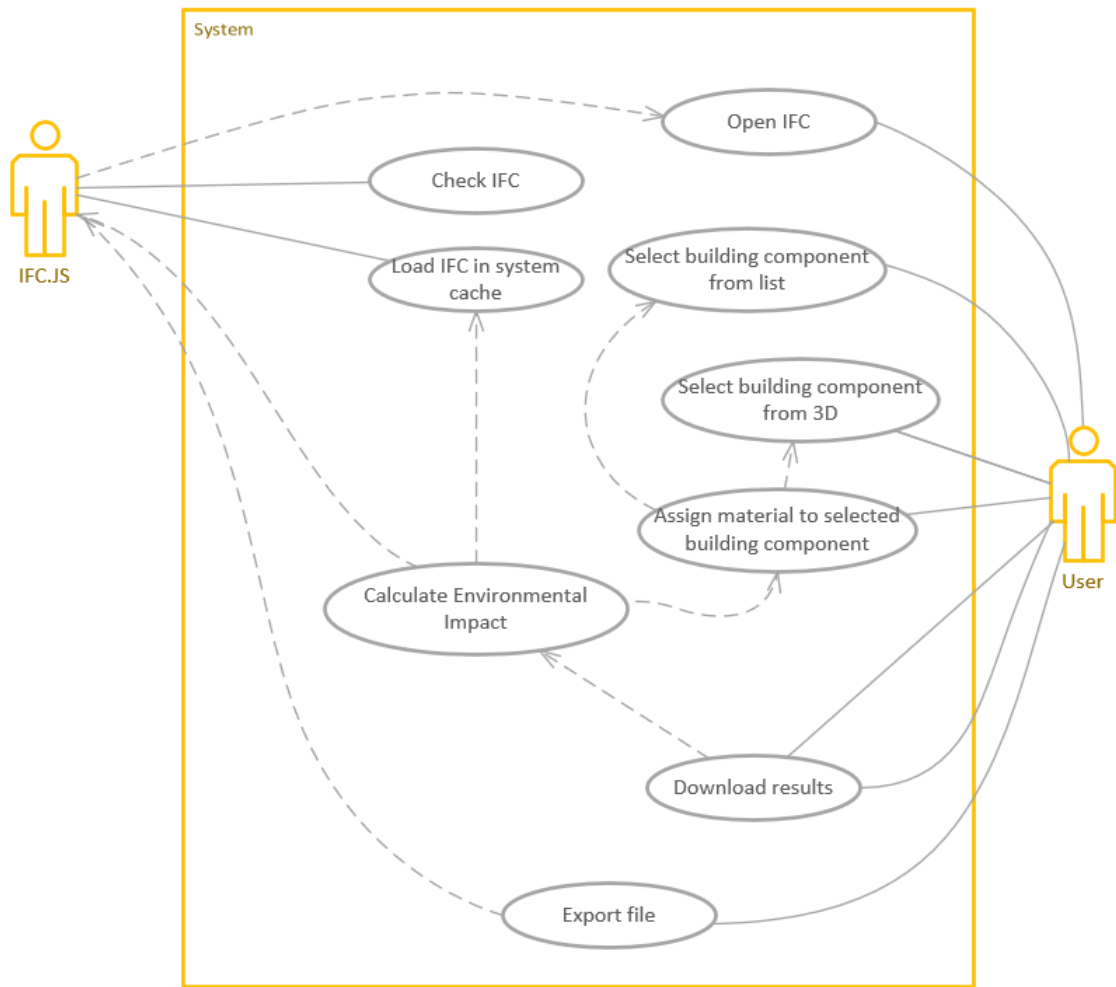 System
Open IFC
Check IFC
IFC.JS
Load IFC in system
cache
Select building component
from list
Select building component
from 3D
Assign material to selected
building component
User
Calculate Environmental
Impact
Download results
Export file